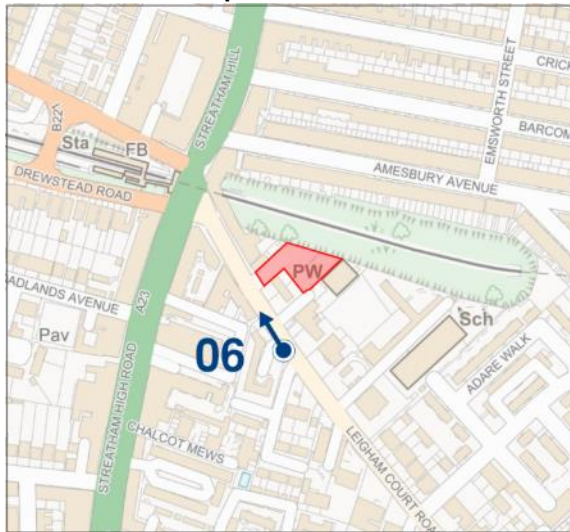 STREATHAM HILL
EMSWORTH STREET
CRIC
BARCOM
B22
Sta
FB
AMESBURY AVENUE
DREWSTEAD ROAD
PW
ADLANDS AVENUE
A23
Sch
Pav
06
ADARE WALK
STREATHAM HIGH ROAD
CHALCOT MEWS
LEIGHAM COURT ROA